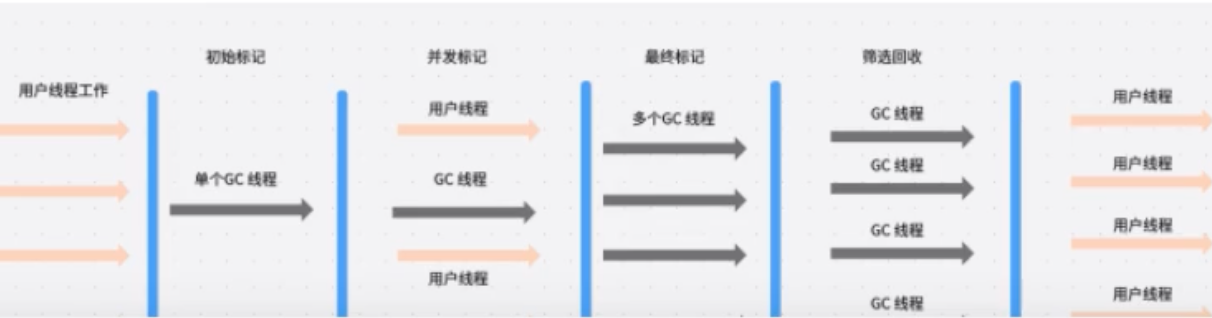 初始标记
并发标记
最终标记
筛选回收
用户线程工作
单个GC 线程
用户线程
GC 线程
用户线程
多个GC 线程
GC 线程
GC 线程
GC 线程
GC 线程
用户线程
用户线程
用户线程
用户线程